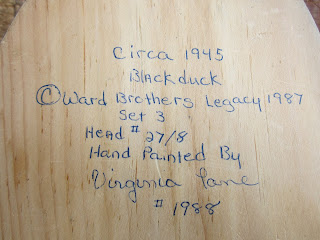 Circa 1945
Blackduck
© Ward Brothers Legacy 1987
Set 3
Head # 27/8
Hand Painted By
Virginia Lane
# 1988